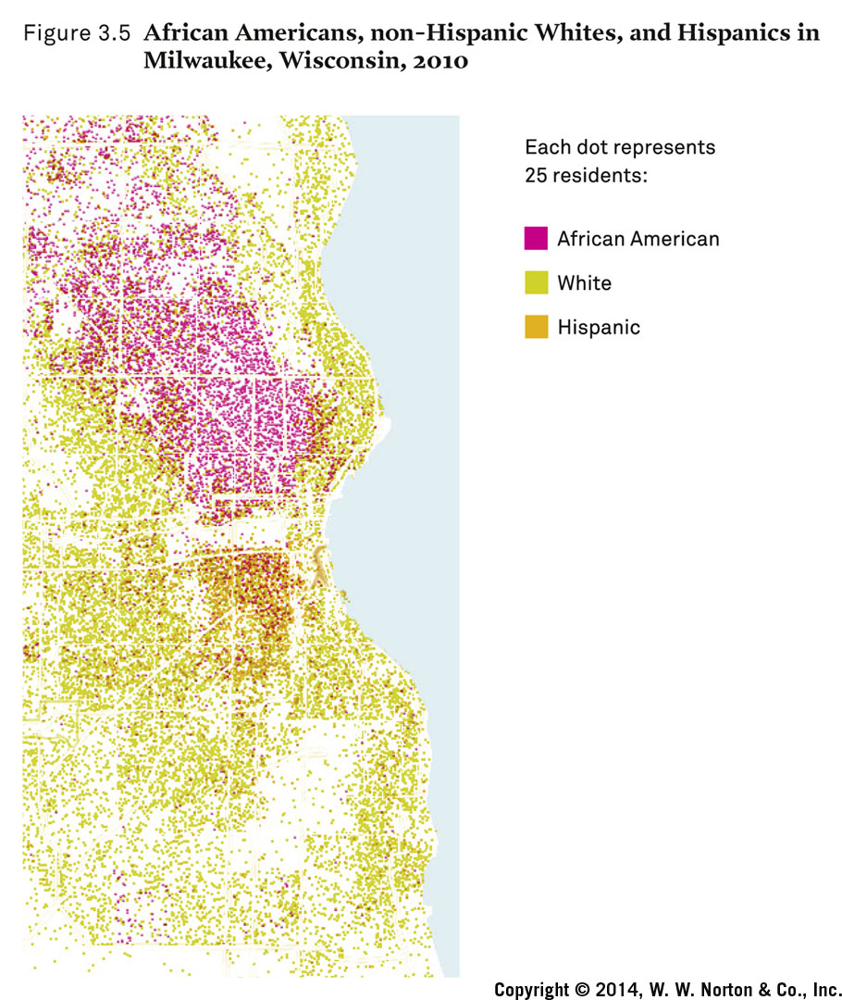 Figure 3.5 African Americans, non-Hispanic Whites, and Hispanics in
Milwaukee, Wisconsin, 2010
Each dot represents
25 residents:
African American
White
Hispanic
Copyright © 2014, W. W. Norton & Co., Inc.